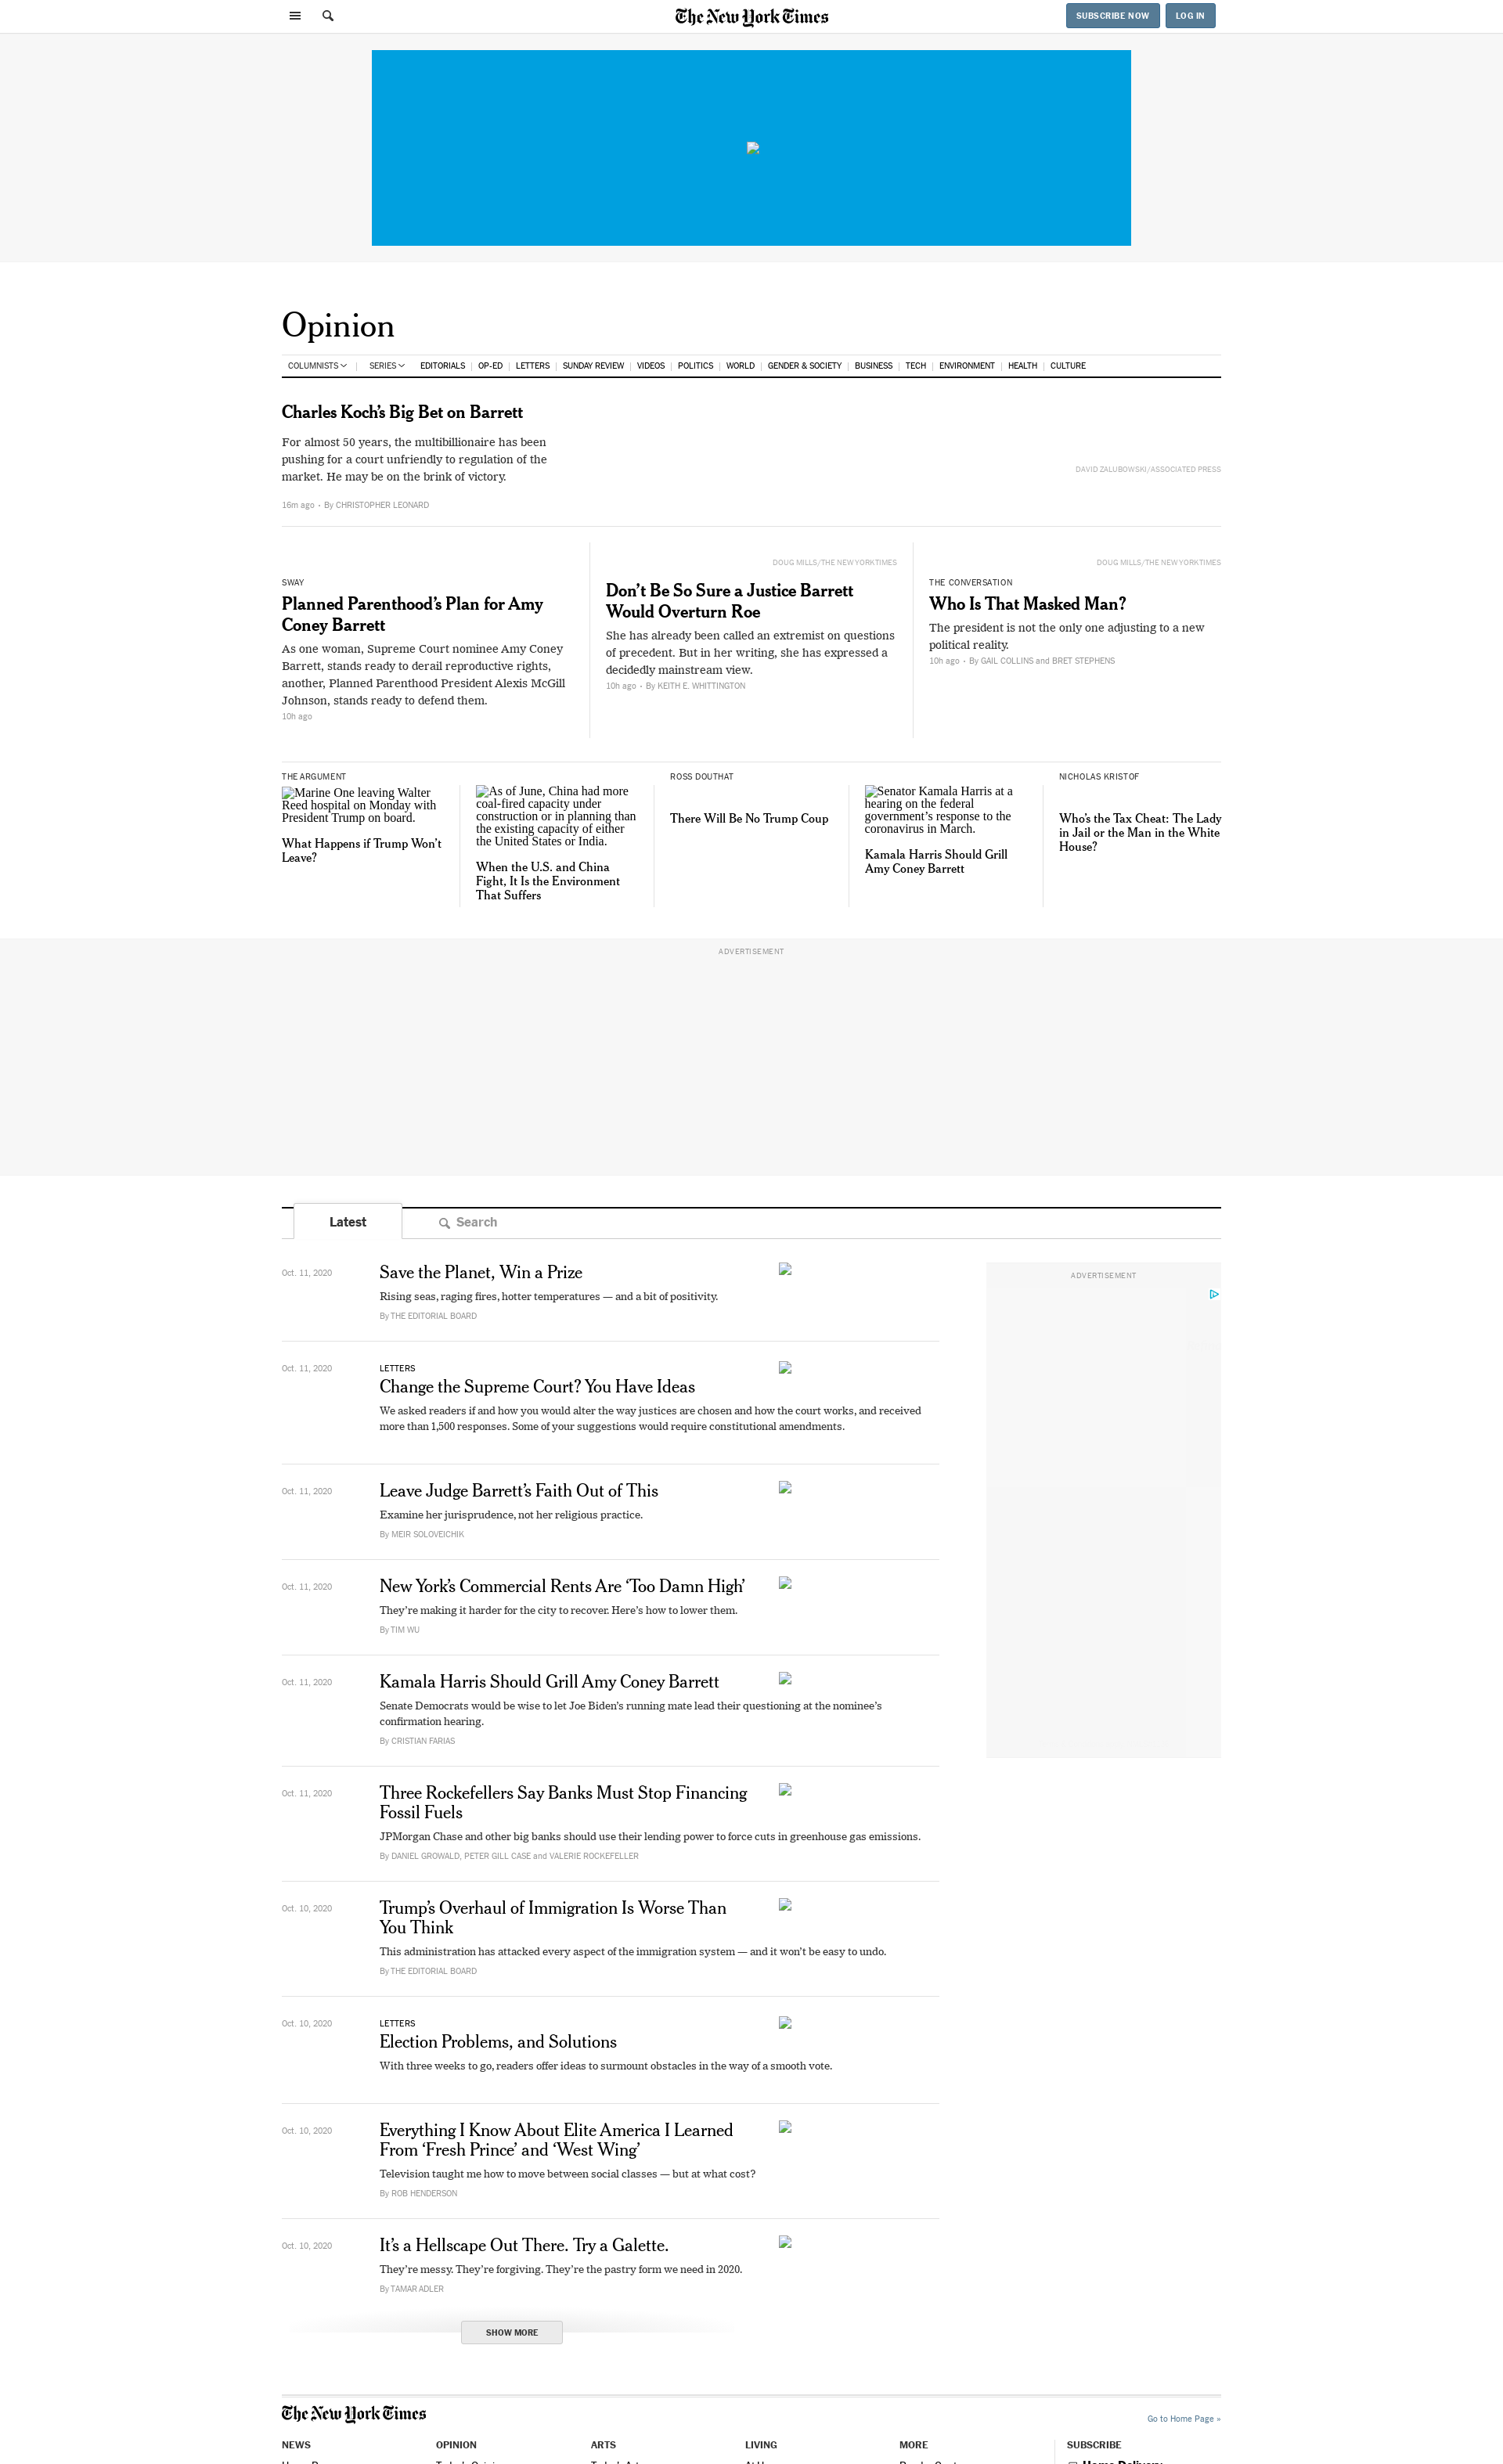 The New York Times
SUBSCRIBE NOW
LOG IN
Opinion
COLUMNISTS
SERIES
EDITORIALS
OP-ED
LETTERS
SUNDAY REVIEW
VIDEOS
POLITICS
WORLD
GENDER & SOCIETY
BUSINESS
TECH
ENVIRONMENT
HEALTH
CULTURE
Charles Koch’s Big Bet on Barrett
For almost 50 years, the multibillionaire has been
pushing for a court unfriendly to regulation of the
market. He may be on the brink of victory.
16m ago • By CHRISTOPHER LEONARD
DAVID ZALUBOWSKI/ASSOCIATED PRESS
SWAY
Planned Parenthood’s Plan for Amy
Coney Barrett
As one woman, Supreme Court nominee Amy Coney
Barrett, stands ready to derail reproductive rights,
another, Planned Parenthood President Alexis McGill
Johnson, stands ready to defend them.
10h ago
DOUG MILLS/THE NEW YORK TIMES
Don’t Be So Sure a Justice Barrett
Would Overturn Roe
She has already been called an extremist on questions
of precedent. But in her writing, she has expressed a
decidedly mainstream view.
10h ago • By KEITH E. WHITTINGTON
DOUG MILLS/THE NEW YORK TIMES
THE CONVERSATION
Who Is That Masked Man?
The president is not the only one adjusting to a new
political reality.
10h ago • By GAIL COLLINS and BRET STEPHENS
THE ARGUMENT
Marine One leaving Walter
Reed hospital on Monday with
President Trump on board.
What Happens if Trump Won’t
Leave?
As of June, China had more
coal-fired capacity under
construction or in planning than
the existing capacity of either
the United States or India.
When the U.S. and China
Fight, It Is the Environment
That Suffers
ROSS DOUTHAT
There Will Be No Trump Coup
Senator Kamala Harris at a
hearing on the federal
government’s response to the
coronavirus in March.
Kamala Harris Should Grill
Amy Coney Barrett
NICHOLAS KRISTOF
Who’s the Tax Cheat: The Lady
in Jail or the Man in the White
House?
ADVERTISEMENT
Latest
Search
Oct. 11, 2020
Save the Planet, Win a Prize
Rising seas, raging fires, hotter temperatures — and a bit of positivity.
By THE EDITORIAL BOARD
ADVERTISEMENT
Oct. 11, 2020
LETTERS
Change the Supreme Court? You Have Ideas
We asked readers if and how you would alter the way justices are chosen and how the court works, and received
more than 1,500 responses. Some of your suggestions would require constitutional amendments.
Oct. 11, 2020
Leave Judge Barrett’s Faith Out of This
Examine her jurisprudence, not her religious practice.
By MEIR SOLOVEICHIK
Oct. 11, 2020
New York’s Commercial Rents Are ‘Too Damn High’
They’re making it harder for the city to recover. Here’s how to lower them.
By TIM WU
Oct. 11, 2020
Kamala Harris Should Grill Amy Coney Barrett
Senate Democrats would be wise to let Joe Biden’s running mate lead their questioning at the nominee’s
confirmation hearing.
By CRISTIAN FARIAS
Oct. 11, 2020
Three Rockefellers Say Banks Must Stop Financing
Fossil Fuels
JPMorgan Chase and other big banks should use their lending power to force cuts in greenhouse gas emissions.
By DANIEL GROWALD, PETER GILL CASE and VALERIE ROCKEFELLER
Oct. 10, 2020
Trump’s Overhaul of Immigration Is Worse Than
You Think
This administration has attacked every aspect of the immigration system — and it won’t be easy to undo.
By THE EDITORIAL BOARD
Oct. 10, 2020
LETTERS
Election Problems, and Solutions
With three weeks to go, readers offer ideas to surmount obstacles in the way of a smooth vote.
Oct. 10, 2020
Everything I Know About Elite America I Learned
From ‘Fresh Prince’ and ‘West Wing’
Television taught me how to move between social classes — but at what cost?
By ROB HENDERSON
Oct. 10, 2020
It’s a Hellscape Out There. Try a Galette.
They’re messy. They’re forgiving. They’re the pastry form we need in 2020.
By TAMAR ADLER
SHOW MORE
The New York Times
Go to Home Page »
NEWS
OPINION
ARTS
LIVING
MORE
SUBSCRIBE